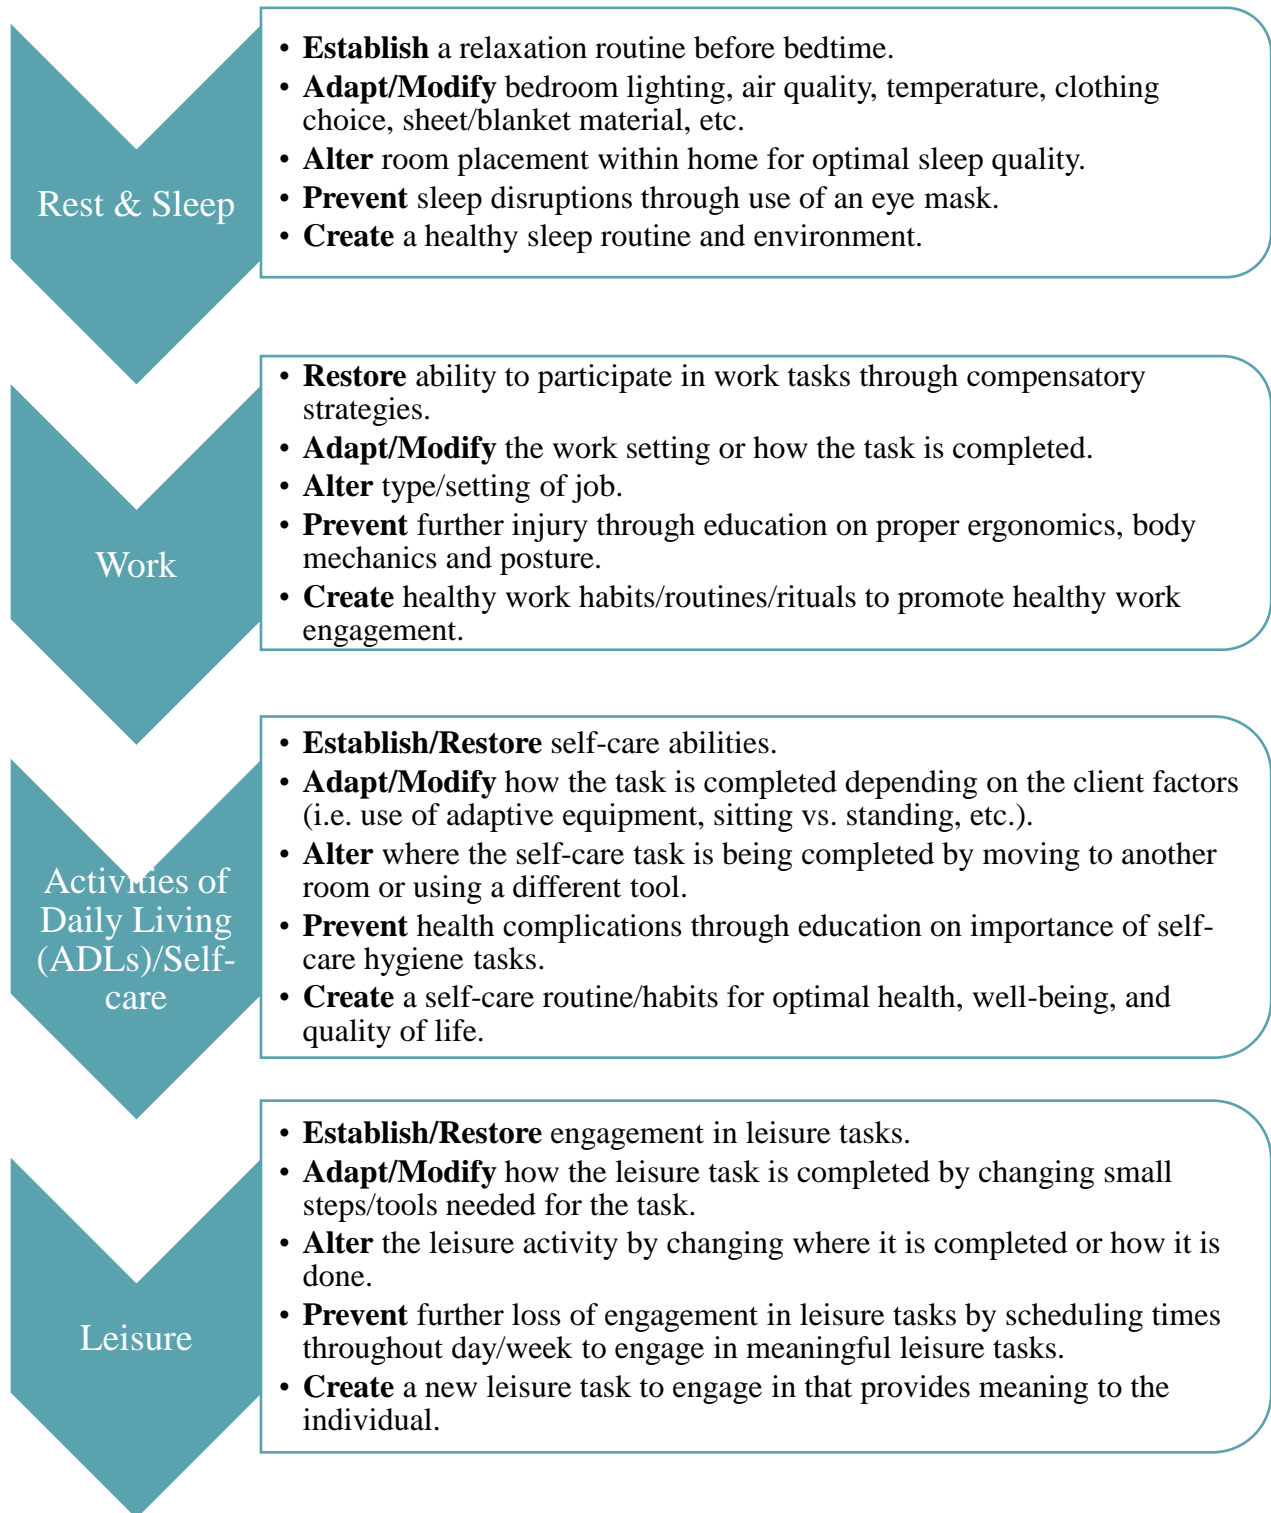 Rest & Sleep
• Establish a relaxation routine before bedtime.
• Adapt/Modify bedroom lighting, air quality, temperature, clothing
choice, sheet/blanket material, etc.
• Alter room placement within home for optimal sleep quality.
• Prevent sleep disruptions through use of an eye mask.
• Create a healthy sleep routine and environment.
Work
• Restore ability to participate in work tasks through compensatory
strategies.
• Adapt/Modify the work setting or how the task is completed.
• Alter type/setting of job.
• Prevent further injury through education on proper ergonomics, body
mechanics and posture.
• Create healthy work habits/routines/rituals to promote healthy work
engagement.
Activities of
Daily Living
(ADLs)/Self-
care
• Establish/Restore self-care abilities.
• Adapt/Modify how the task is completed depending on the client factors
(i.e. use of adaptive equipment, sitting vs. standing, etc.).
• Alter where the self-care task is being completed by moving to another
room or using a different tool.
• Prevent health complications through education on importance of self-
care hygiene tasks.
• Create a self-care routine/habits for optimal health, well-being, and
quality of life.
Leisure
• Establish/Restore engagement in leisure tasks.
• Adapt/Modify how the leisure task is completed by changing small
steps/tools needed for the task.
• Alter the leisure activity by changing where it is completed or how it is
done.
• Prevent further loss of engagement in leisure tasks by scheduling times
throughout day/week to engage in meaningful leisure tasks.
• Create a new leisure task to engage in that provides meaning to the
individual.